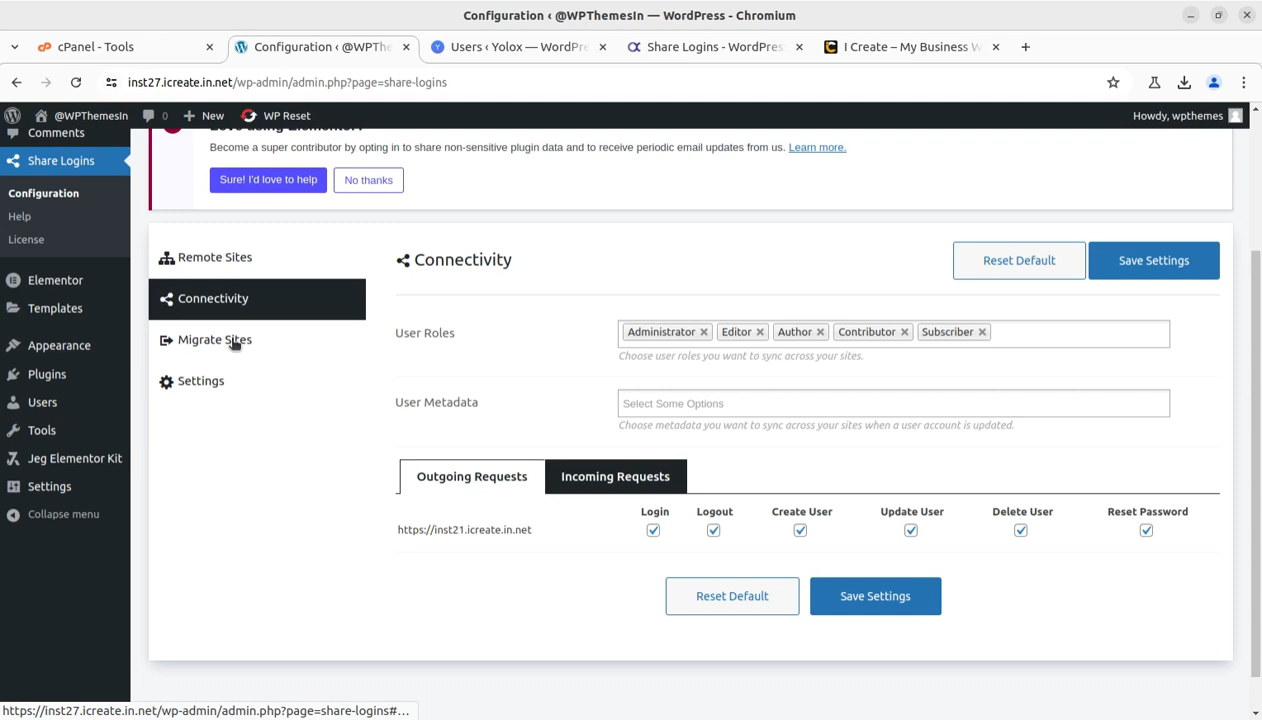 Configuration ‹ @WPThemesIn — WordPress - Chromium
cPanel - Tools
Configuration ‹ @WPThe
Users ‹ Yolox — WordPre
Share Logins - WordPres
I Create – My Business W
inst27.icreate.in.net/wp-admin/admin.php?page=share-logins
@WPThemesIn
0
New
WP Reset
Howdy, wpthemes
Comments
Share Logins
Configuration
Help
License
Elementor
Templates
Appearance
Plugins
Users
Tools
Jeg Elementor Kit
Settings
Collapse menu
Love using Elementor?
Become a super contributor by opting in to share non-sensitive plugin data and to receive periodic email updates from us. Learn more.
Sure! I'd love to help
No thanks
Remote Sites
Connectivity
Migrate Sites
Settings
Connectivity
Reset Default
Save Settings
User Roles
Administrator
Editor
Author
Contributor
Subscriber
Choose user roles you want to sync across your sites.
User Metadata
Select Some Options
Choose metadata you want to sync across your sites when a user account is updated.
Outgoing Requests
Incoming Requests
Login
Logout
Create User
Update User
Delete User
Reset Password
https://inst21.icreate.in.net
Reset Default
Save Settings
https://inst27.icreate.in.net/wp-admin/admin.php?page=share-logins#…